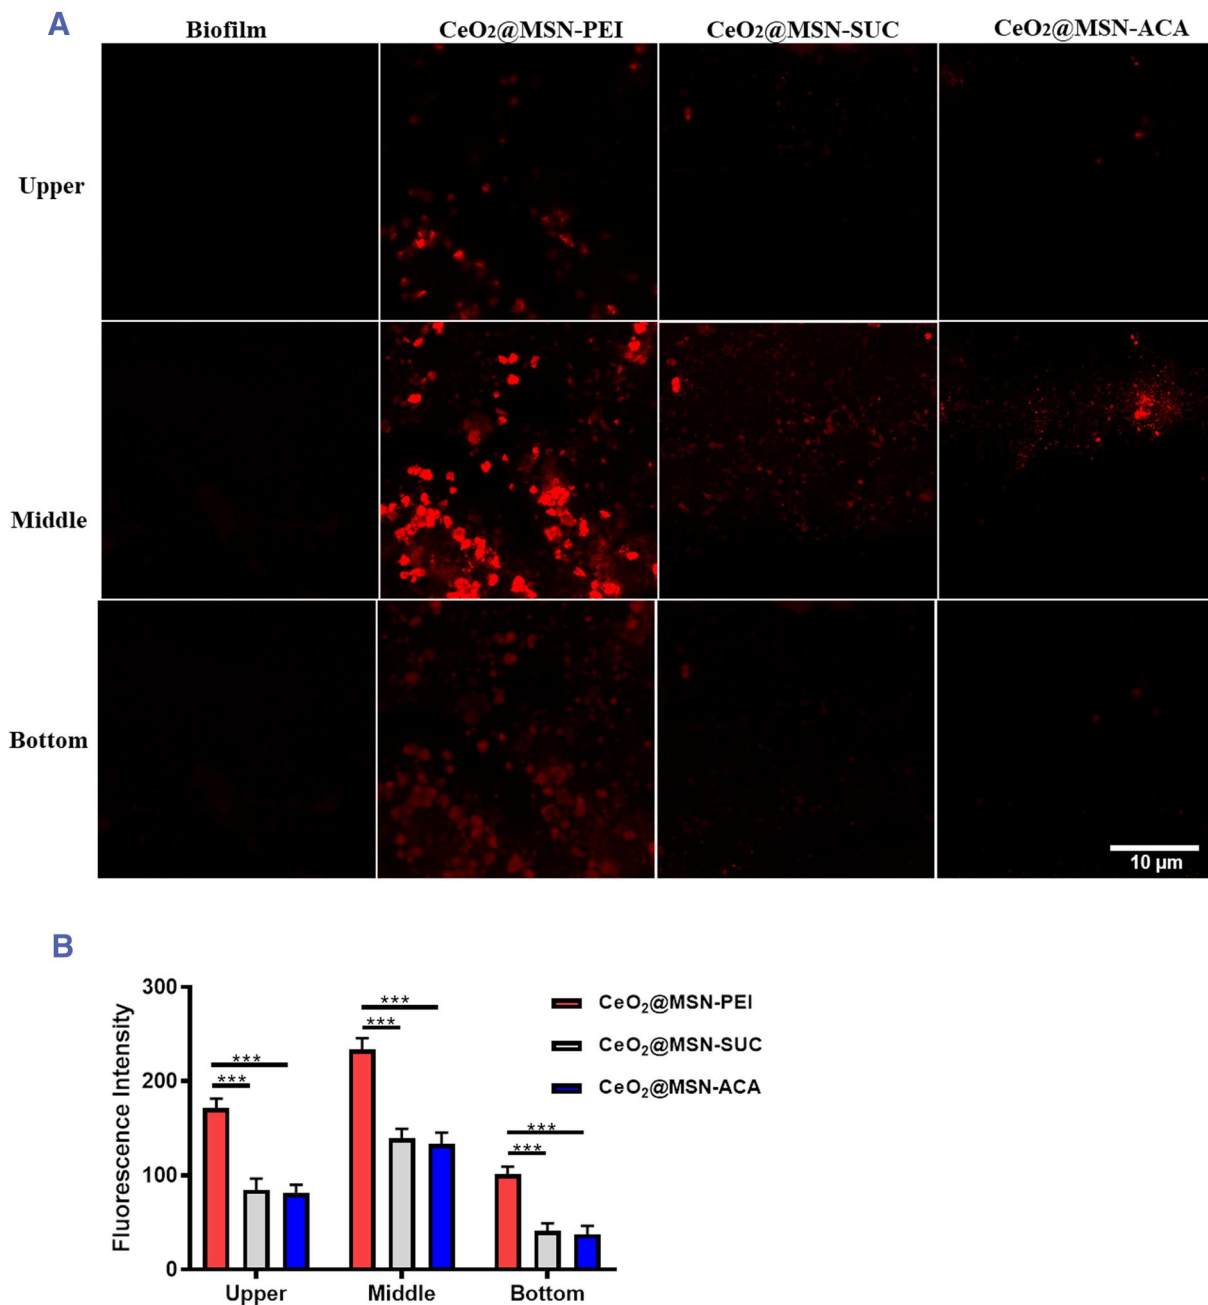 A
Biofilm CeO2@MSN-PEI CeO2@MSN-SUC CeO2@MSN-ACA
Upper
Middle
Bottom
10 µm
B
Fluorescence Intensity
300
200
100
0
*** ***
*** ***
*** ***
CeO2@MSN-PEI
CeO2@MSN-SUC
CeO2@MSN-ACA
Upper Middle Bottom